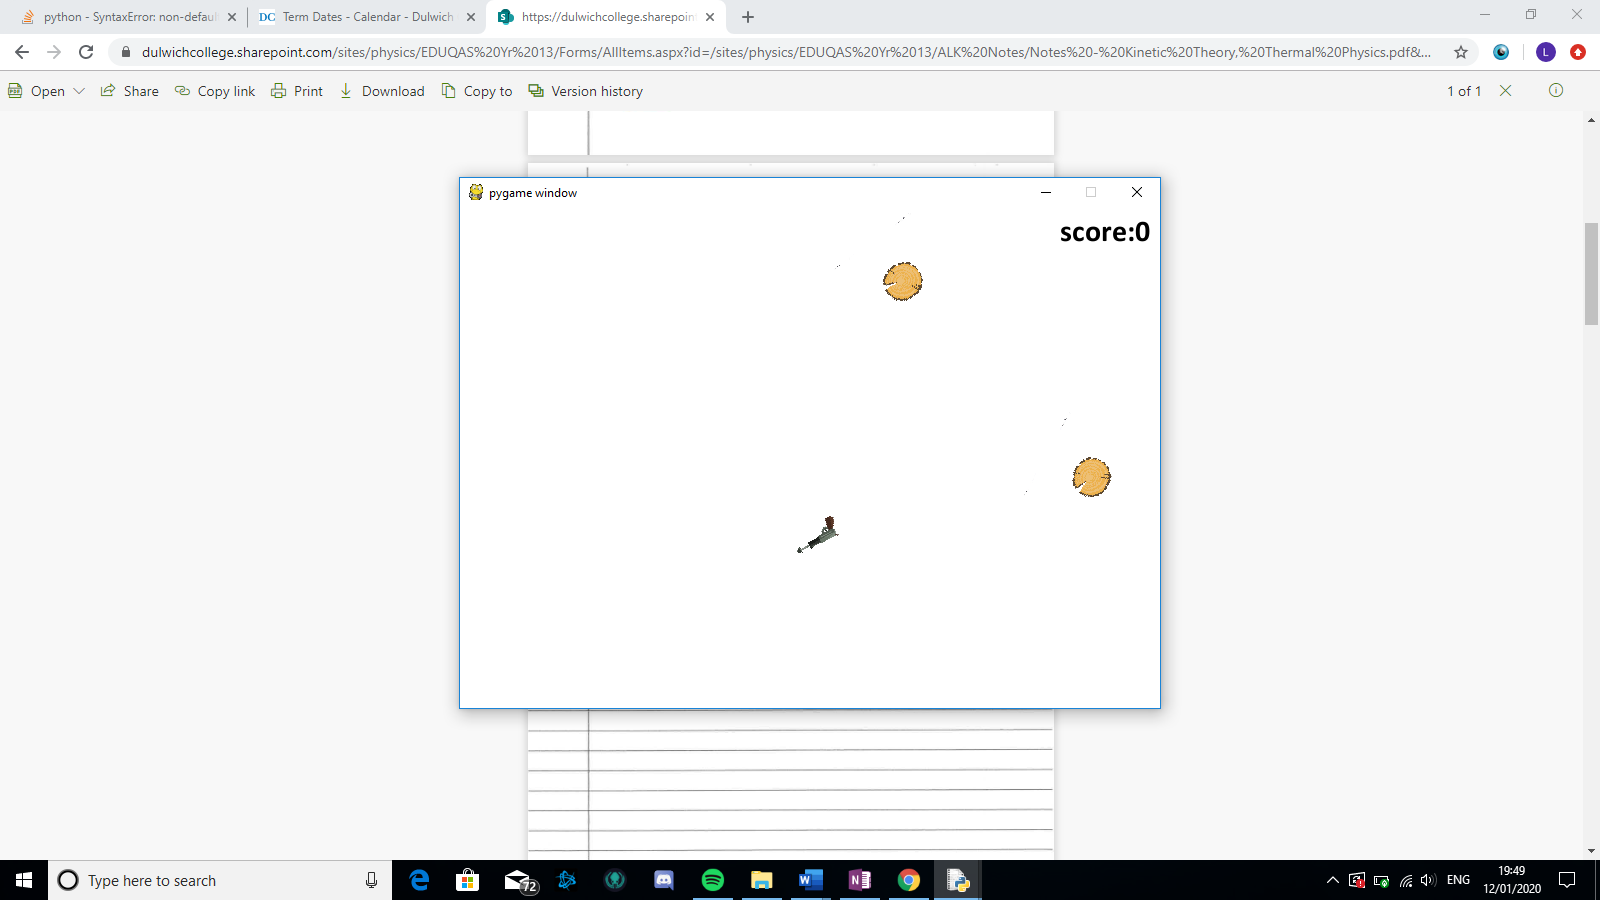 python - SyntaxError: non-defaul
Term Dates - Calendar - Dulwich
https://dulwichcollege.sharepoin
dulwichcollege.sharepoint.com/sites/physics/EDUQAS%20Yr%2013/Forms/AllItems.aspx?id=/sites/physics/EDUQAS%20Yr%2013/ALK%20Notes/Notes%20-%20Kinetic%20Theory,%20Thermal%20Physics.pdf&...
L
Open
Share
Copy link
Print
Download
Copy to
Version history
1 of 1
pygame window
score:0
Type here to search
72
ENG
19:49
12/01/2020